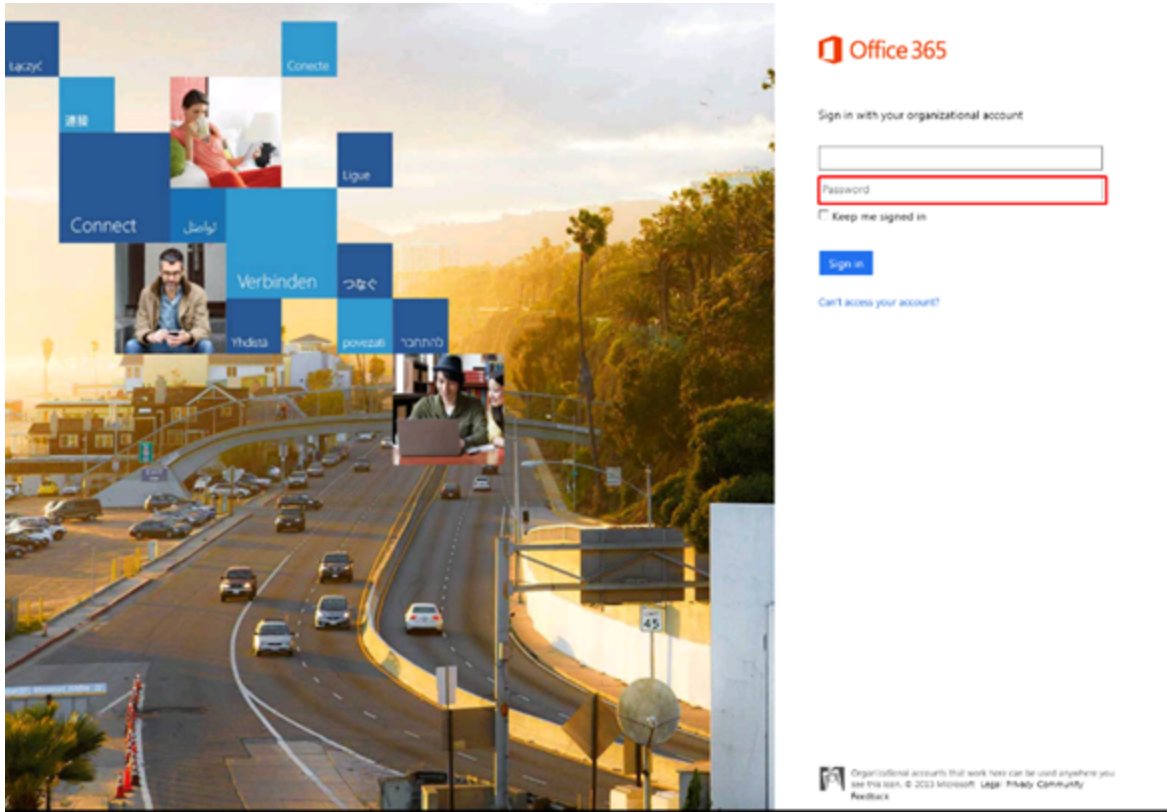 Łączyć
Conecte
連接
Ligue
Connect
تواصل
Verbinden
つなぐ
Yhdistä
povezati
להתחבר
45
Office 365
Sign in with your organizational account
Password
Keep me signed in
Sign in
Can't access your account?
Organizational accounts that work here can be used anywhere you
see this icon. © 2013 Microsoft Legal Privacy Community
Feedback